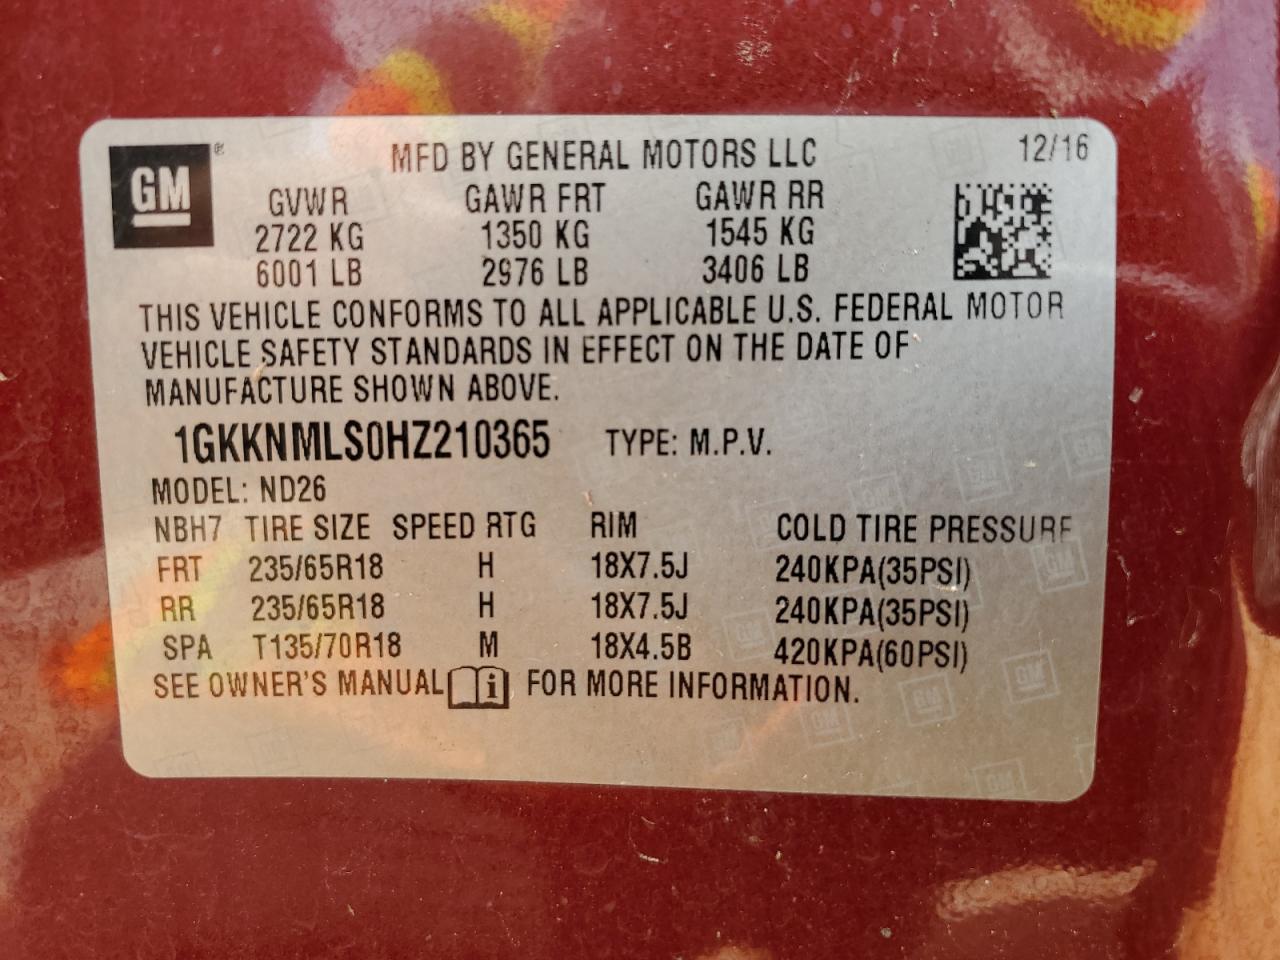 GM ® MFD BY GENERAL MOTORS LLC 12/16
GVWR GAWR FRT GAWR RR
2722 KG 1350 KG 1545 KG
6001 LB 2976 LB 3406 LB
THIS VEHICLE CONFORMS TO ALL APPLICABLE U.S. FEDERAL MOTOR
VEHICLE SAFETY STANDARDS IN EFFECT ON THE DATE OF
MANUFACTURE SHOWN ABOVE.
1GKKNMLS0HZ210365 TYPE: M.P.V.
MODEL: ND26
NBH7 TIRE SIZE SPEED RTG RIM COLD TIRE PRESSURE
FRT 235/65R18 H 18X7.5J 240KPA(35PSI)
RR 235/65R18 H 18X7.5J 240KPA(35PSI)
SPA T135/70R18 M 18X4.5B 420KPA(60PSI)
SEE OWNER'S MANUAL i FOR MORE INFORMATION.